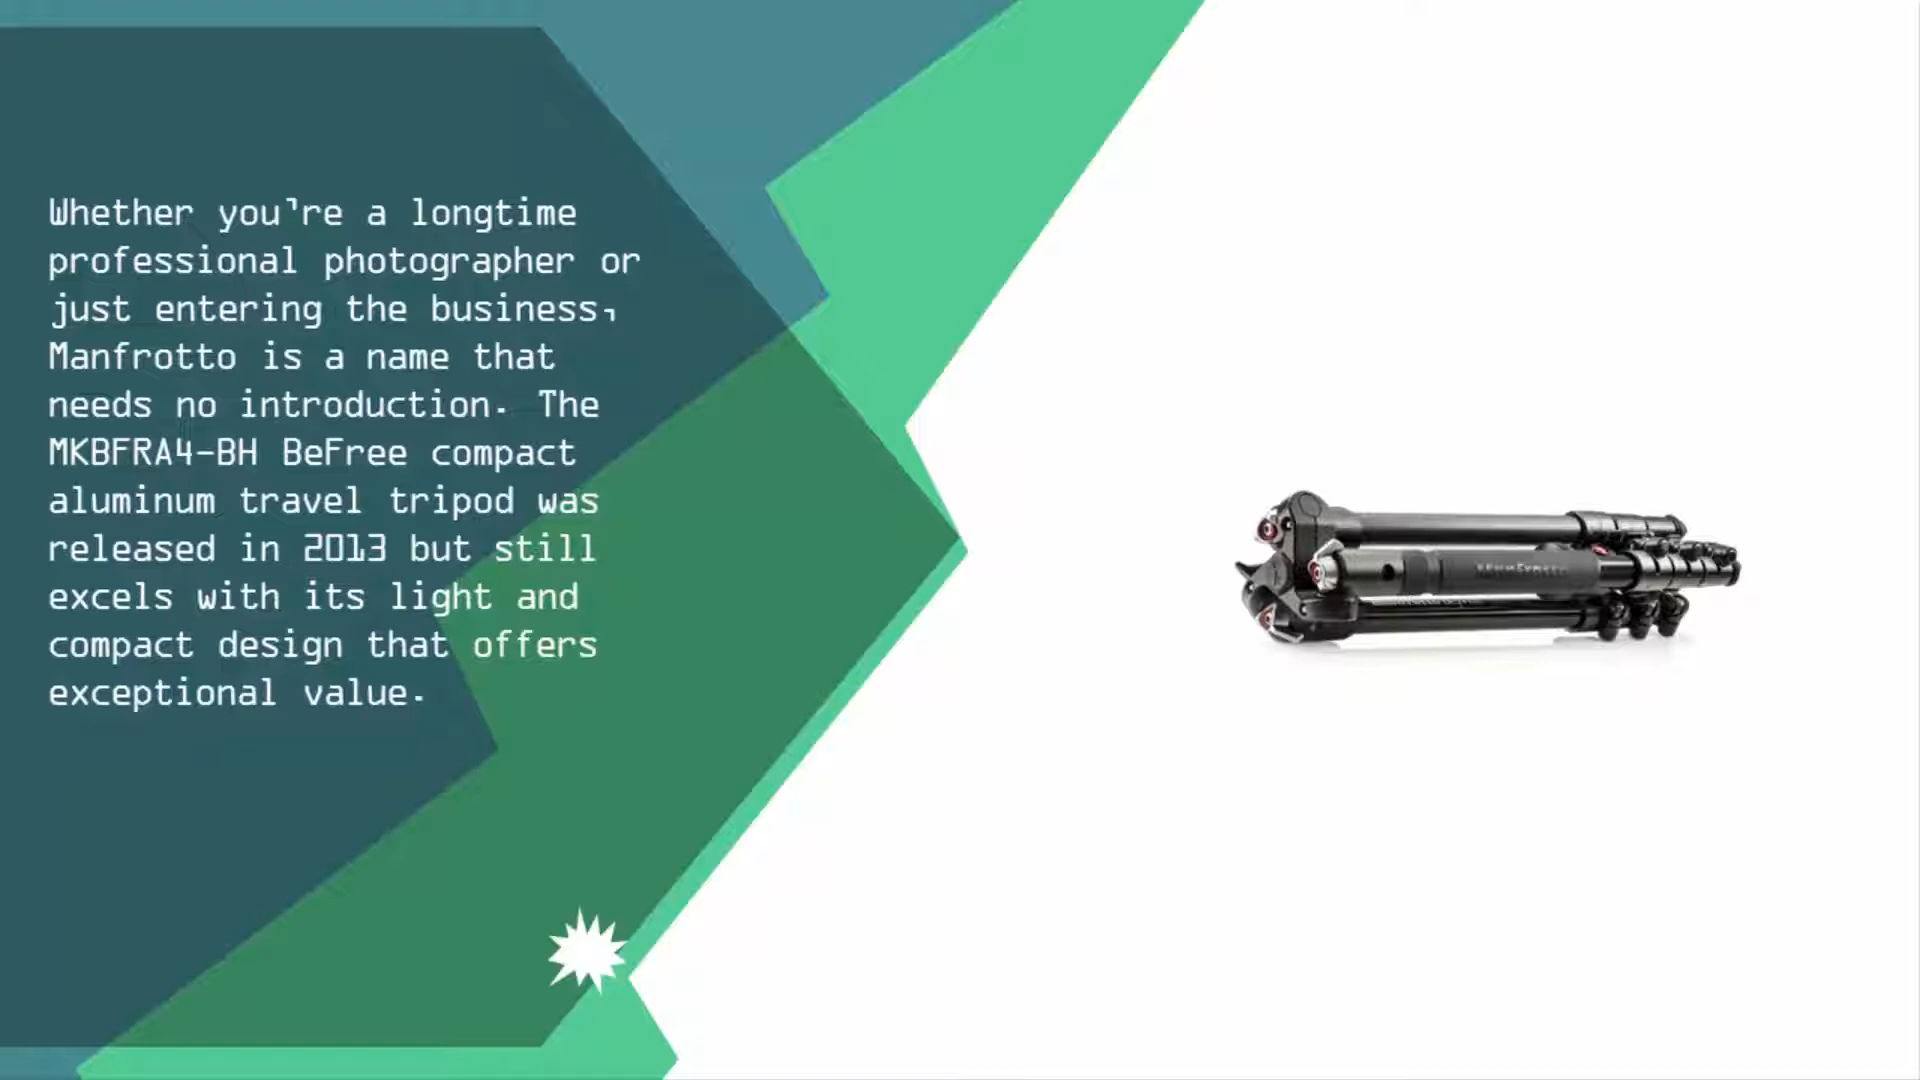 Whether you're a longtime
professional photographer or
just entering the business,
Manfrotto is a name that
needs no introduction. The
MKBFRA4-BH BeFree compact
aluminum travel tripod was
released in 2013 but still
excels with its light and
compact design that offers
exceptional value.